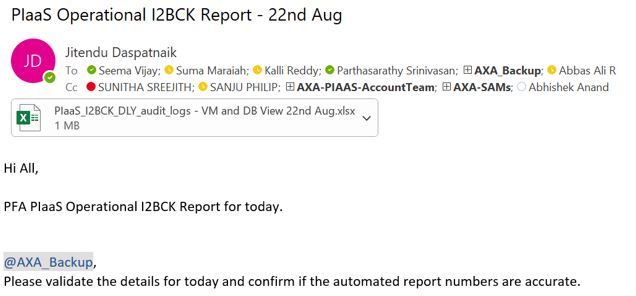 PIaaS Operational I2BCK Report - 22nd Aug
JD
Jitendu Daspatnaik
To Seema Vijay; Suma Maraiah; Kalli Reddy; Parthasarathy Srinivasan; AXA_Backup; Abbas Ali R
Cc SUNITHA SREEJITH; SANJU PHILIP; AXA-PIAAS-AccountTeam; AXA-SAMs; Abhishek Anand
PIaaS_I2BCK_DLY_audit_logs - VM and DB View 22nd Aug.xlsx
1 MB
Hi All,
PFA PIaaS Operational I2BCK Report for today.
@AXA_Backup,
Please validate the details for today and confirm if the automated report numbers are accurate.